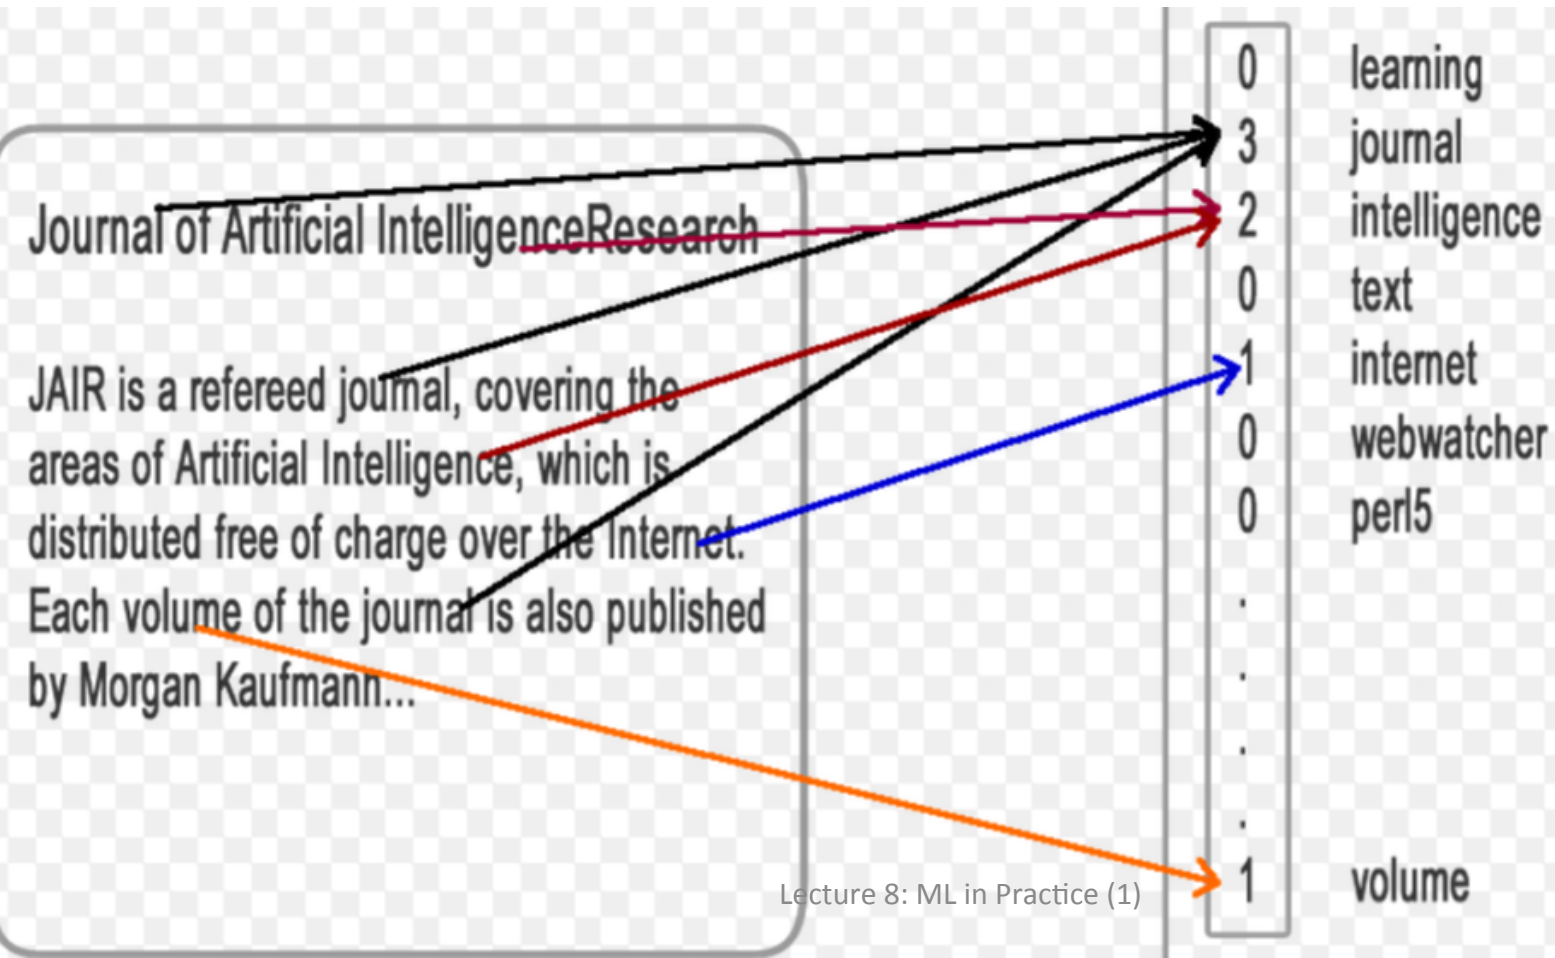 Journal of Artificial IntelligenceResearch
JAIR is a refereed journal, covering the
areas of Artificial Intelligence, which is
distributed free of charge over the Internet.
Each volume of the journal is also published
by Morgan Kaufmann...
0 learning
3 journal
2 intelligence
0 text
1 internet
0 webwatcher
0 perl5
.
.
.
.
1 volume
Lecture 8: ML in Practice (1)